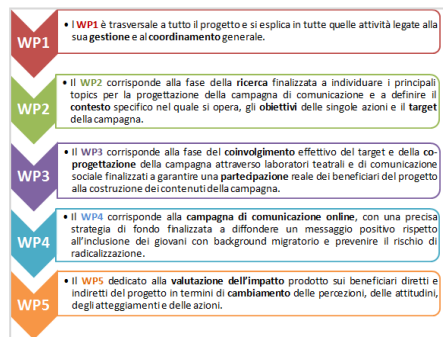 WP1
• l WP1 è trasversale a tutto il progetto e si esplica in tutte quelle attività legate alla
sua gestione e al coordinamento generale.
WP2
• Il WP2 corrisponde alla fase della ricerca finalizzata a individuare i principali
topics per la progettazione della campagna di comunicazione e a definire il
contesto specifico nel quale si opera, gli obiettivi delle singole azioni e il target
della campagna.
WP3
• Il WP3 corrisponde alla fase del coinvolgimento effettivo del target e della co-
progettazione della campagna attraverso laboratori teatrali e di comunicazione
sociale finalizzati a garantire una partecipazione reale dei beneficiari del progetto
alla costruzione dei contenuti della campagna.
WP4
• Il WP4 corrisponde alla campagna di comunicazione online, con una precisa
strategia di fondo finalizzata a diffondere un messaggio positivo rispetto
all'inclusione dei giovani con background migratorio e prevenire il rischio di
radicalizzazione.
WP5
• Il WP5 dedicato alla valutazione dell'impatto prodotto sui beneficiari diretti e
indiretti del progetto in termini di cambiamento delle percezioni, delle attitudini,
degli atteggiamenti e delle azioni.